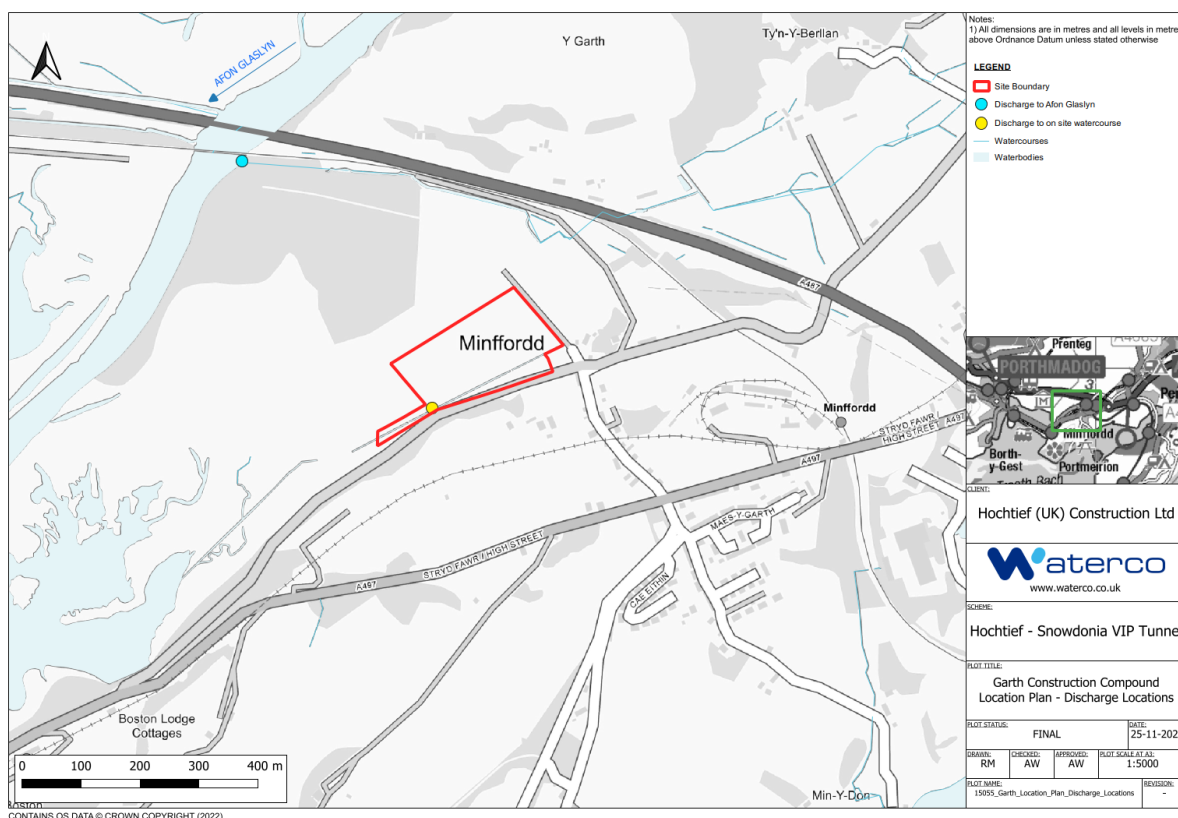 Y Garth
Ty'n-Y-Berllan
AFON GLASLYN
A487
Minffordd
Minffordd
STRYD FAWR /
HIGH STREET
A497
A497
MAES-Y-GARTH
STRYD FAWR / HIGH STREET
A497
CAE EITHIN
Boston Lodge
Cottages
0 100 200 300 400 m
Boston
Min-Y-Don
CONTAINS OS DATA © CROWN COPYRIGHT (2022)
Notes:
1) All dimensions are in metres and all levels in metre
above Ordnance Datum unless stated otherwise
LEGEND
Site Boundary
Discharge to Afon Glaslyn
Discharge to on site watercourse
Watercourses
Waterbodies
Prenteg
PORTHMADOG
Minffordd
Borth-
y-Gest
Portmeirion
CLIENT:
Hochtief (UK) Construction Ltd
Waterco
www.waterco.co.uk
SCHEME:
Hochtief - Snowdonia VIP Tunne
PLOT TITLE:
Garth Construction Compound
Location Plan - Discharge Locations
PLOT STATUS:
FINAL
DATE:
25-11-202
DRAWN:
RM
CHECKED:
AW
APPROVED:
AW
PLOT SCALE AT A3:
1:5000
PLOT NAME:
15055_Garth_Location_Plan_Discharge_Locations
REVISION:
-